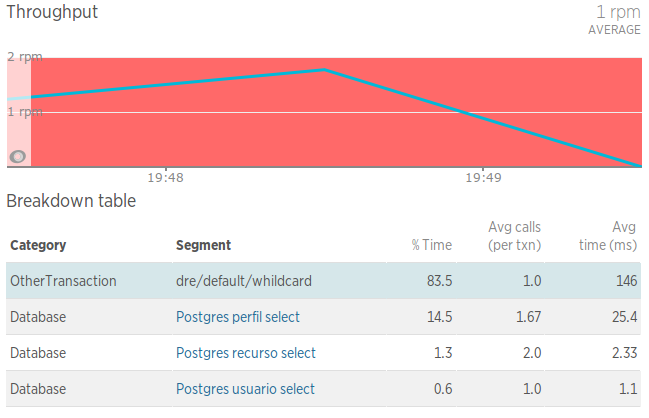 Throughput
1 rpm
AVERAGE
2 rpm
1 rpm
19:48 19:49
Breakdown table
Category Segment % Time Avg calls (per txn) Avg time (ms)
OtherTransaction dre/default/whildcard 83.5 1.0 146
Database Postgres perfil select 14.5 1.67 25.4
Database Postgres recurso select 1.3 2.0 2.33
Database Postgres usuario select 0.6 1.0 1.1